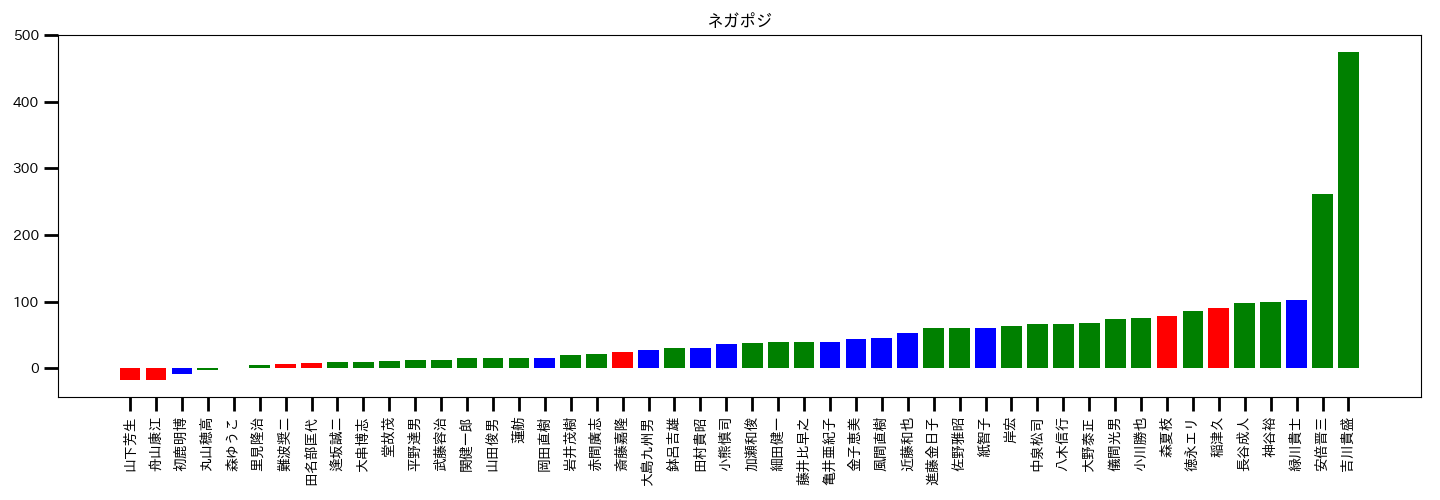 ネガポジ
500
400
300
200
100
0
山下芳生
舟山康江
初鹿明博
丸山穂高
森ゆうこ
里見隆治
難波奨二
田名部匡代
逢坂誠二
大串博志
堂故茂
平野達男
武藤容治
関健一郎
山田俊男
蓮舫
岡田直樹
岩井茂樹
赤間廣志
斎藤嘉隆
大島九州男
鉢呂吉雄
田村貴昭
小熊慎司
加瀬和俊
細田健一
藤井比早之
亀井亜紀子
金子恵美
風間直樹
近藤和也
進藤金日子
佐野雅昭
紙智子
岸宏
中泉松司
八木信行
大野泰正
儀間光男
小川勝也
森夏枝
徳永エリ
稲津久
長谷成人
神谷裕
緑川貴士
安倍晋三
吉川貴盛